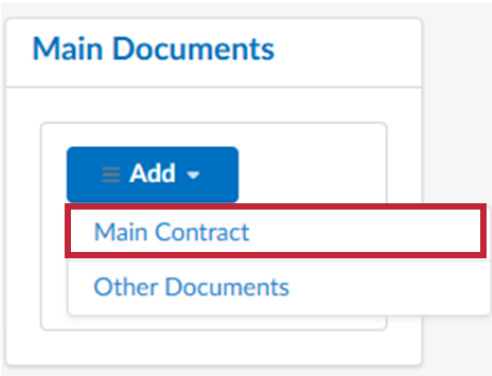 Main Documents
Add
Main Contract
Other Documents